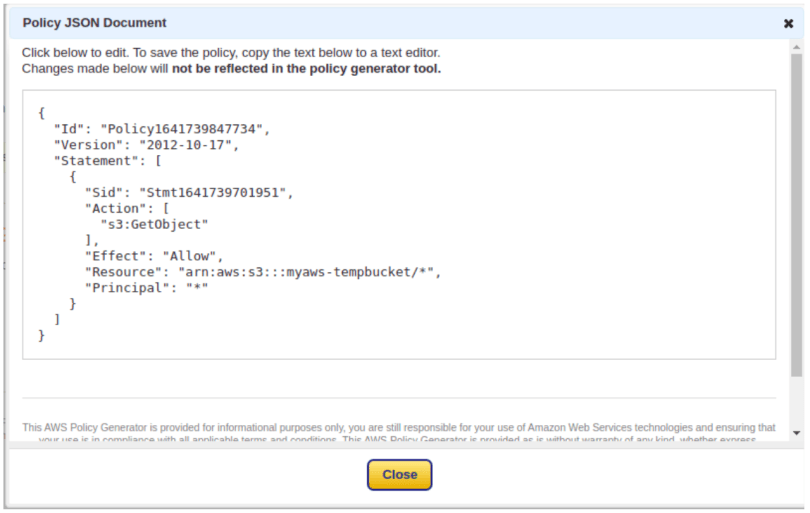 Policy JSON Document
Click below to edit. To save the policy, copy the text below to a text editor.
Changes made below will not be reflected in the policy generator tool.
{
  "Id": "Policy1641739847734",
  "Version": "2012-10-17",
  "Statement": [
    {
      "Sid": "Stmt1641739701951",
      "Action": [
        "s3:GetObject"
      ],
      "Effect": "Allow",
      "Resource": "arn:aws:s3:::myaws-tempbucket/*",
      "Principal": "*"
    }
  ]
}
This AWS Policy Generator is provided for informational purposes only, you are still responsible for your use of Amazon Web Services technologies and ensuring that
your use is in compliance with all applicable terms and conditions. This AWS Policy Generator is provided as is without warranty of any kind, whether express,
Close